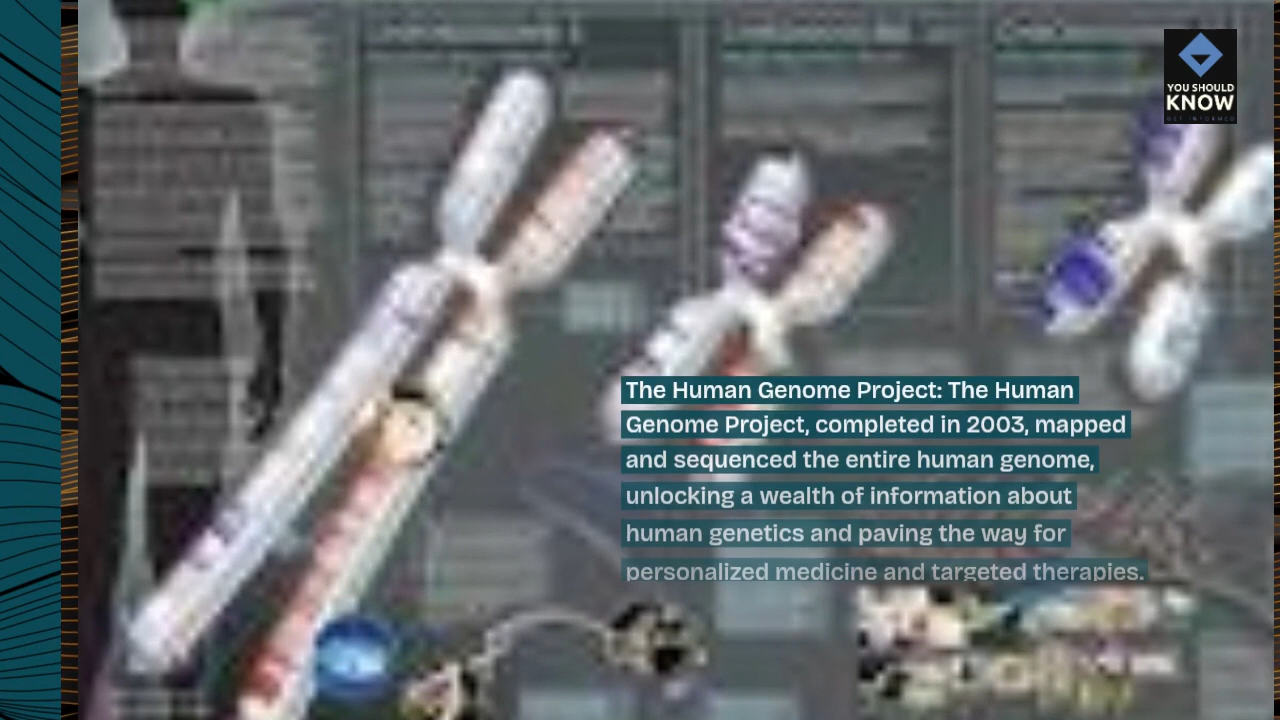 YOU SHOULD
KNOW
GET INFORMED
The Human Genome Project: The Human
Genome Project, completed in 2003, mapped
and sequenced the entire human genome,
unlocking a wealth of information about
human genetics and paving the way for
personalized medicine and targeted therapies.